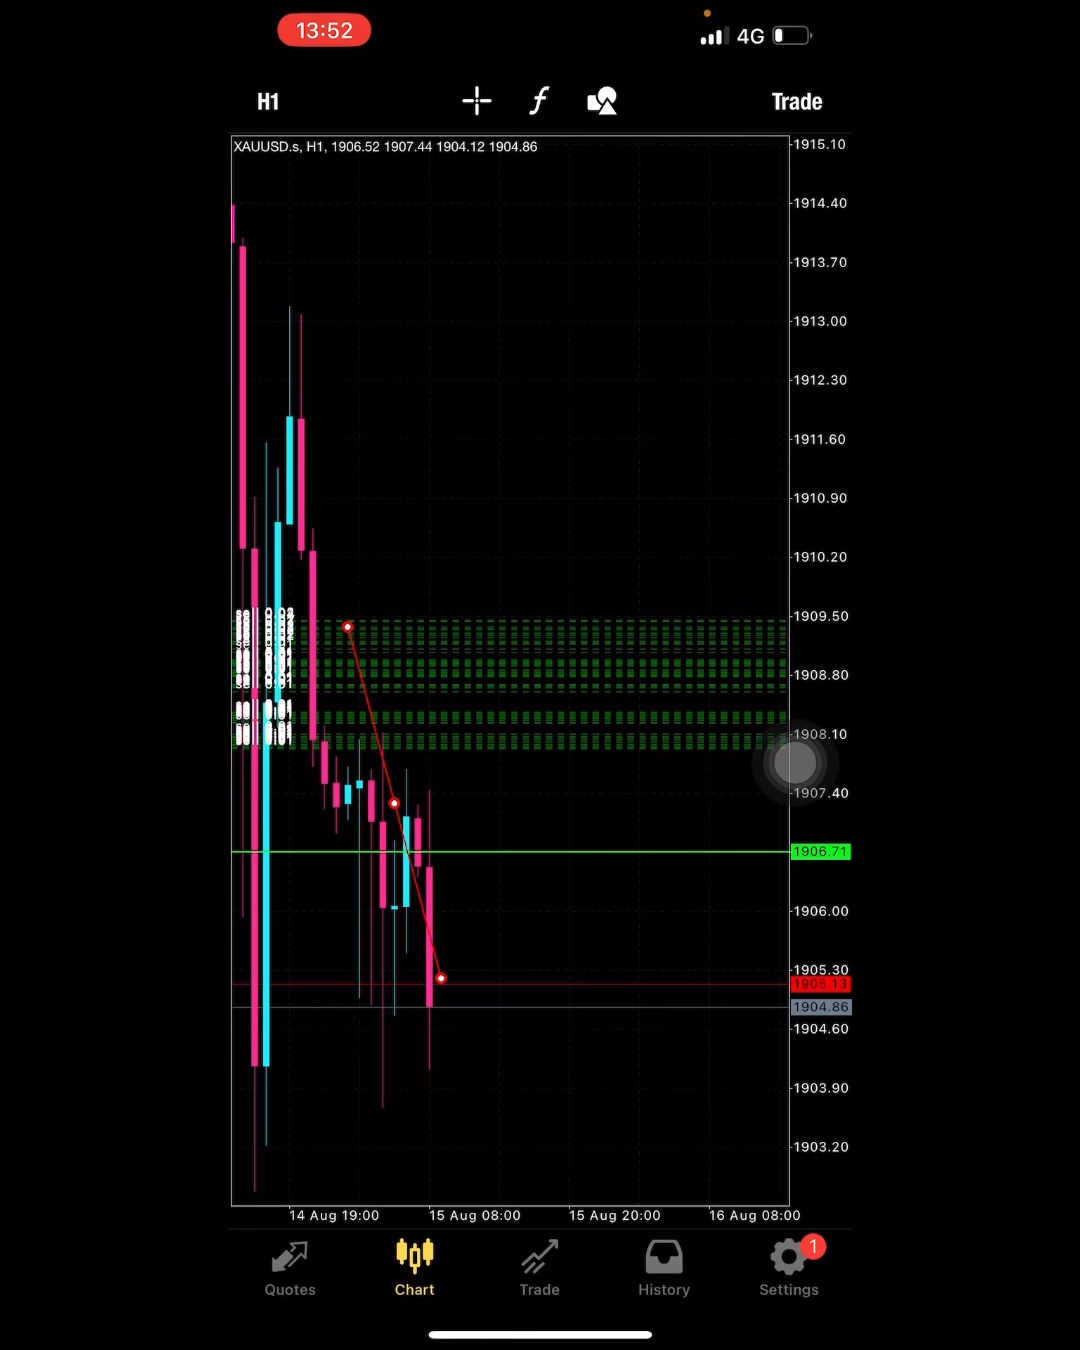 13:52
4G
H1
f
Trade
XAUUSD.s, H1, 1906.52 1907.44 1904.12 1904.86
1915.10
1914.40
1913.70
1913.00
1912.30
1911.60
1910.90
1910.20
1909.50
1908.80
1908.10
1907.40
1906.71
1906.00
1905.30
1905.13
1904.86
1904.60
1903.90
1903.20
14 Aug 19:00
15 Aug 08:00
15 Aug 20:00
16 Aug 08:00
1
Quotes
Chart
Trade
History
Settings